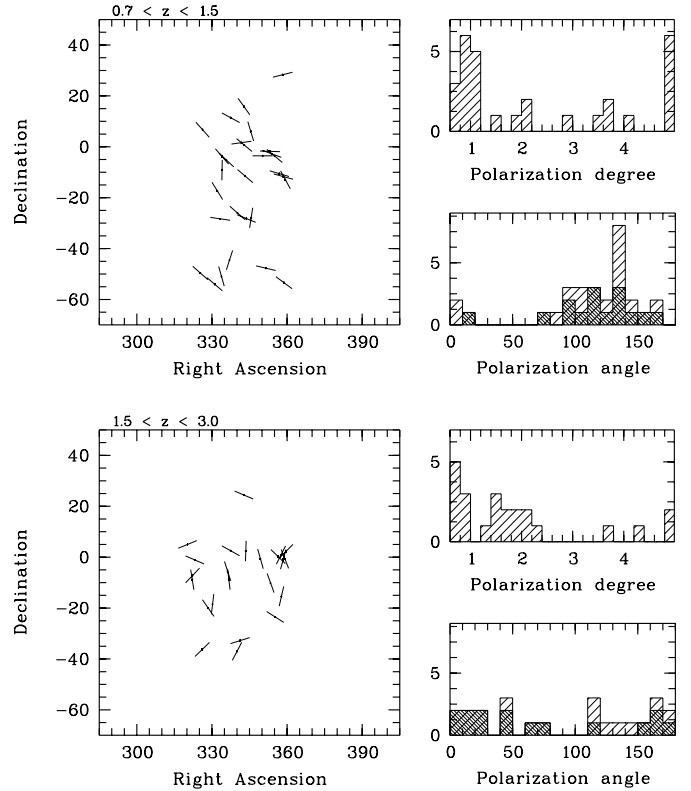 0.7 < z < 1.5
40
20
0
−20
−40
−60
Declination
300 330 360 390
Right Ascension
5
0
1 2 3 4
Polarization degree
5
0
0 50 100 150
Polarization angle
1.5 < z < 3.0
40
20
0
−20
−40
−60
Declination
300 330 360 390
Right Ascension
5
0
1 2 3 4
Polarization degree
5
0
0 50 100 150
Polarization angle